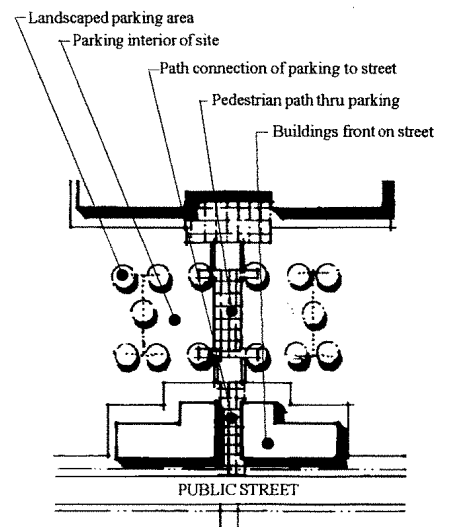 Landscaped parking area
Parking interior of site
Path connection of parking to street
Pedestrian path thru parking
Buildings front on street
PUBLIC STREET